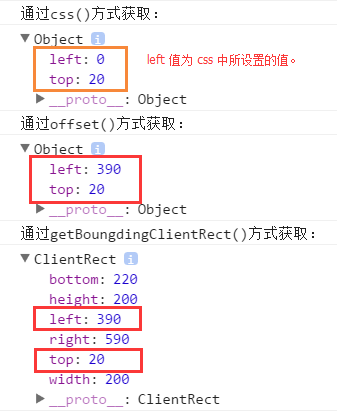 通过css()方式获取：
▼Object i
left: 0
left 值为 css 中所设置的值。
top: 20
▶__proto__: Object
通过offset()方式获取：
▼Object i
left: 390
top: 20
▶__proto__: Object
通过getBoungdingClientRect()方式获取：
▼ClientRect i
bottom: 220
height: 200
left: 390
right: 590
top: 20
width: 200
▶__proto__: ClientRect